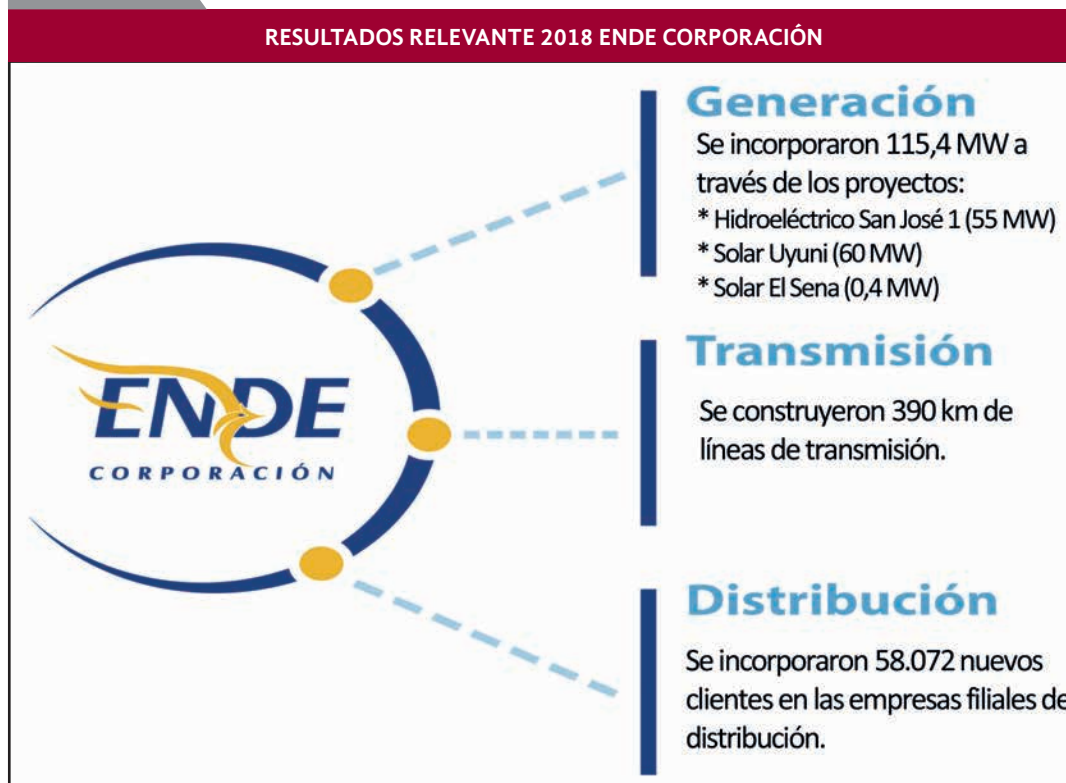 RESULTADOS RELEVANTE 2018 ENDE CORPORACIÓN
ENDE
CORPORACIÓN
Generación
Se incorporaron 115,4 MW a
través de los proyectos:
* Hidroeléctrico San José 1 (55 MW)
* Solar Uyuni (60 MW)
* Solar El Sena (0,4 MW)
Transmisión
Se construyeron 390 km de
líneas de transmisión.
Distribución
Se incorporaron 58.072 nuevos
clientes en las empresas filiales de
distribución.